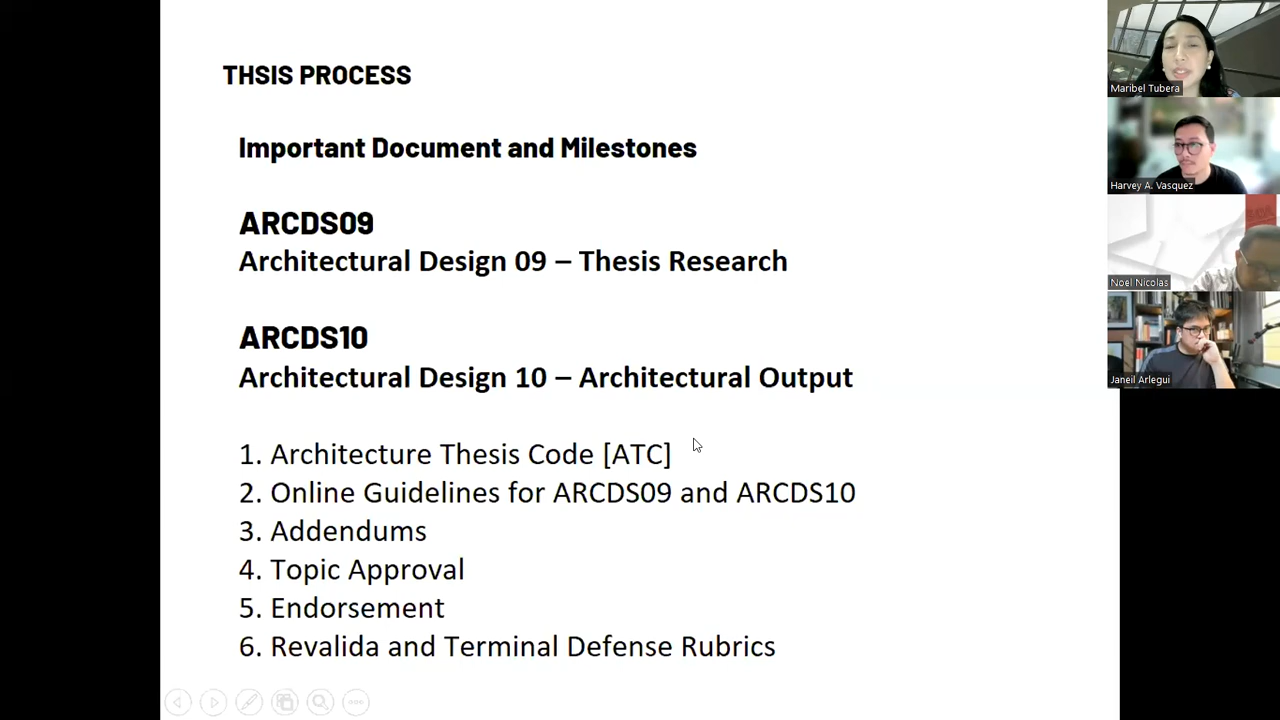 THSIS PROCESS
Important Document and Milestones
ARCDS09
Architectural Design 09 – Thesis Research
ARCDS10
Architectural Design 10 – Architectural Output
1. Architecture Thesis Code [ATC]
2. Online Guidelines for ARCDS09 and ARCDS10
3. Addendums
4. Topic Approval
5. Endorsement
6. Revalida and Terminal Defense Rubrics
Maribel Tubera
Harvey A. Vasquez
Noel Nicolas
Janeil Arlegui